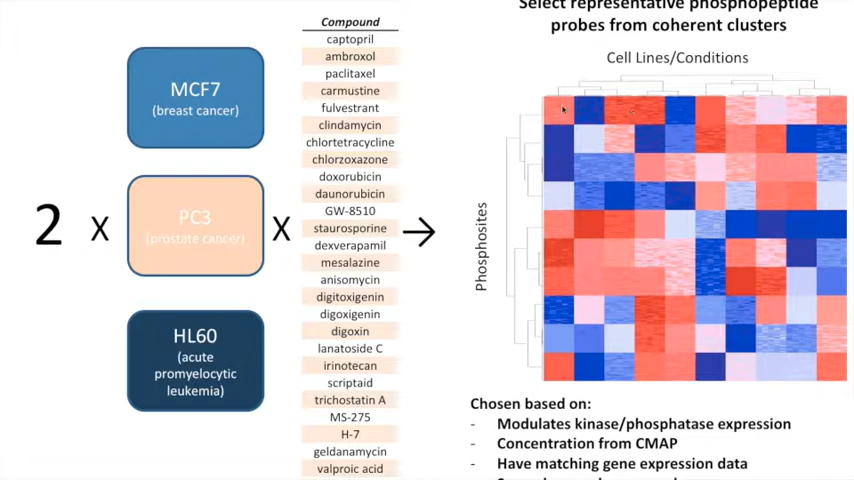 Select representative phosphopeptide
probes from coherent clusters
Compound
captopril
ambroxol
paclitaxel
carmustine
fulvestrant
clindamycin
chlortetracycline
chlorzoxazone
doxorubicin
daunorubicin
GW-8510
staurosporine
dexverapamil
mesalazine
anisomycin
digitoxigenin
digoxigenin
digoxin
lanatoside C
irinotecan
scriptaid
trichostatin A
MS-275
H-7
geldanamycin
valproic acid
2 X
MCF7
(breast cancer)
PC3
(prostate cancer)
HL60
(acute
promyelocytic
leukemia)
X
Cell Lines/Conditions
Phosphosites
Chosen based on:
- Modulates kinase/phosphatase expression
- Concentration from CMAP
- Have matching gene expression data